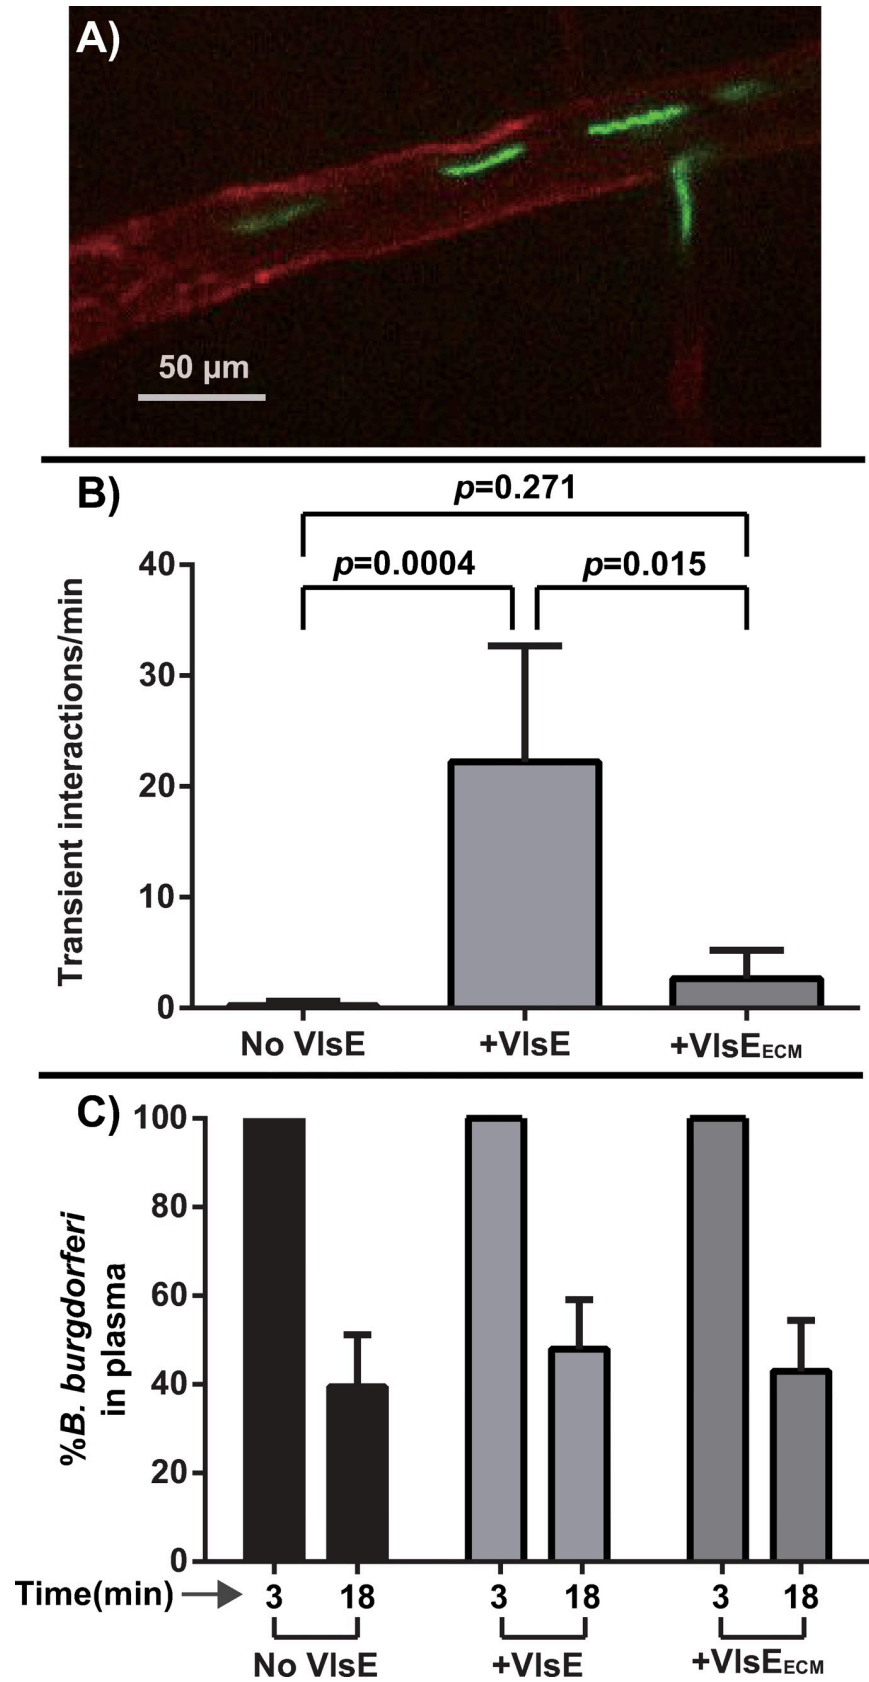 A)
50 µm
B)
p=0.271
p=0.0004 p=0.015
Transient interactions/min
40
30
20
10
0
No VlsE +VlsE +VlsEECM
C)
%B. burgdorferi
in plasma
100
80
60
40
20
0
Time(min) 3 18 3 18 3 18
No VlsE +VlsE +VlsEECM